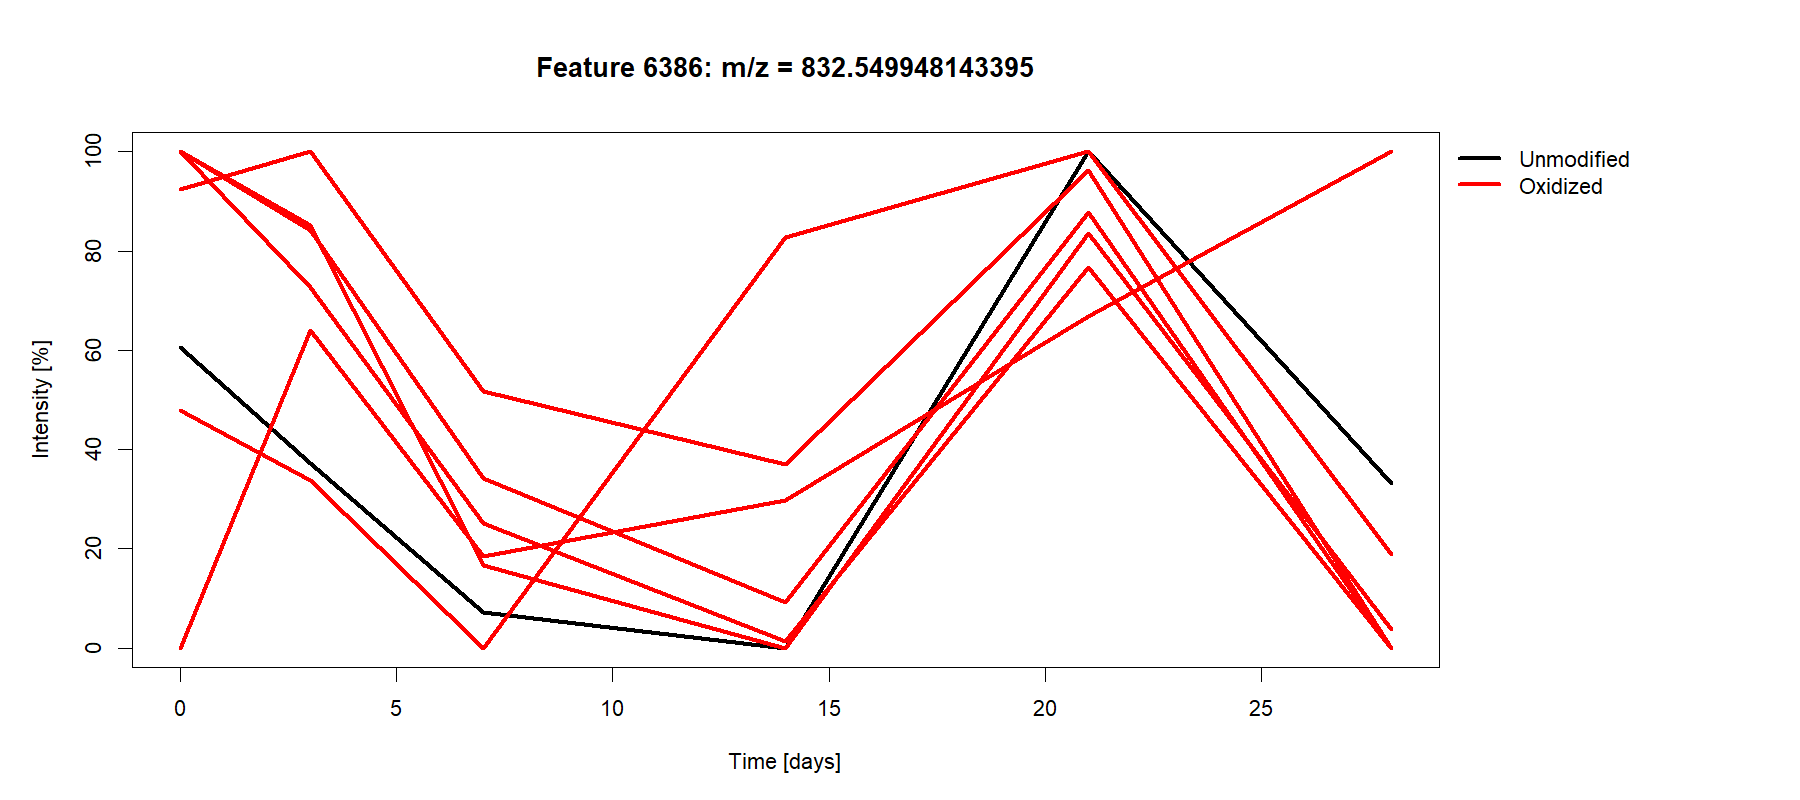 Feature 6386: m/z = 832.549948143395
Unmodified
Oxidized
Intensity [%]
100
80
60
40
20
0
0 5 10 15 20 25
Time [days]